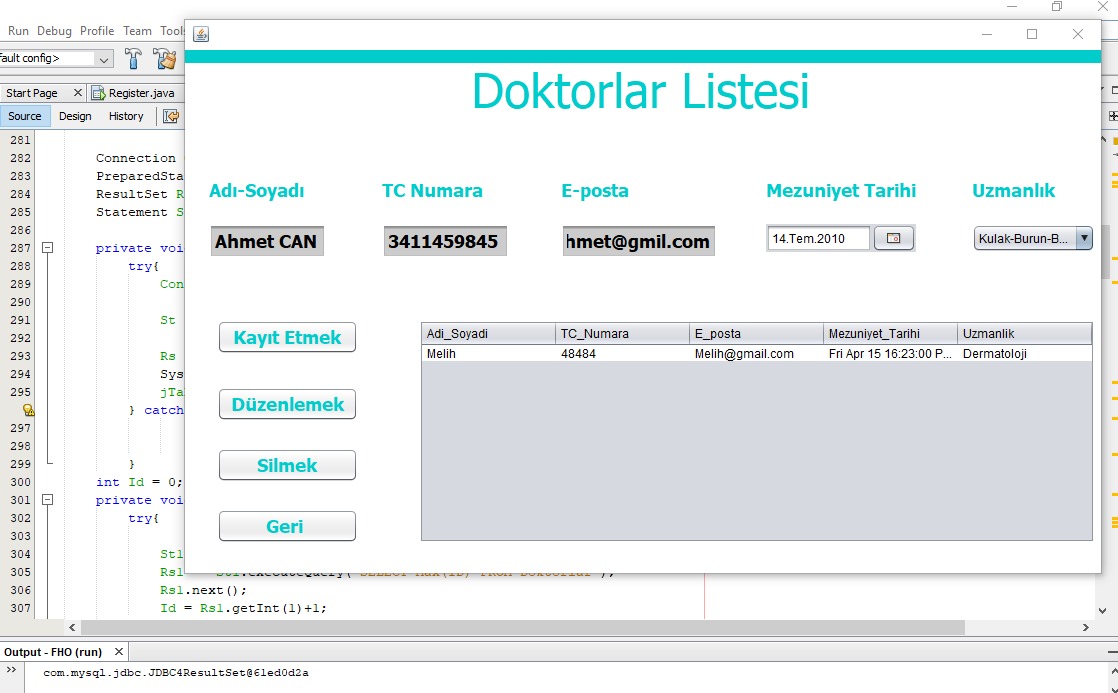 Run Debug Profile Team Tools
fault config>
Start Page Register.java
Source Design History
Doktorlar Listesi
Adı-Soyadı TC Numara E-posta Mezuniyet Tarihi Uzmanlık
Ahmet CAN 3411459845 hmet@gmil.com 14.Tem.2010 Kulak-Burun-B...
Kayıt Etmek
Düzenlemek
Silmek
Geri
Adi_Soyadi TC_Numara E_posta Mezuniyet_Tarihi Uzmanlik
Melih 48484 Melih@gmail.com Fri Apr 15 16:23:00 P... Dermatoloji
281
282 Connection
283 PreparedSta
284 ResultSet R
285 Statement S
286
287 private voi
288 try{
289 Con
290
291 St
292
293 Rs
294 Sys
295 jTa
} catch
297
298
299 }
300 int Id = 0;
301 private voi
302 try{
303
304 St1
305 Rs1
306 Rs1.next();
307 Id = Rs1.getInt(1)+1;
Output - FHO (run)
com.mysql.jdbc.JDBC4ResultSet@61ed0d2a